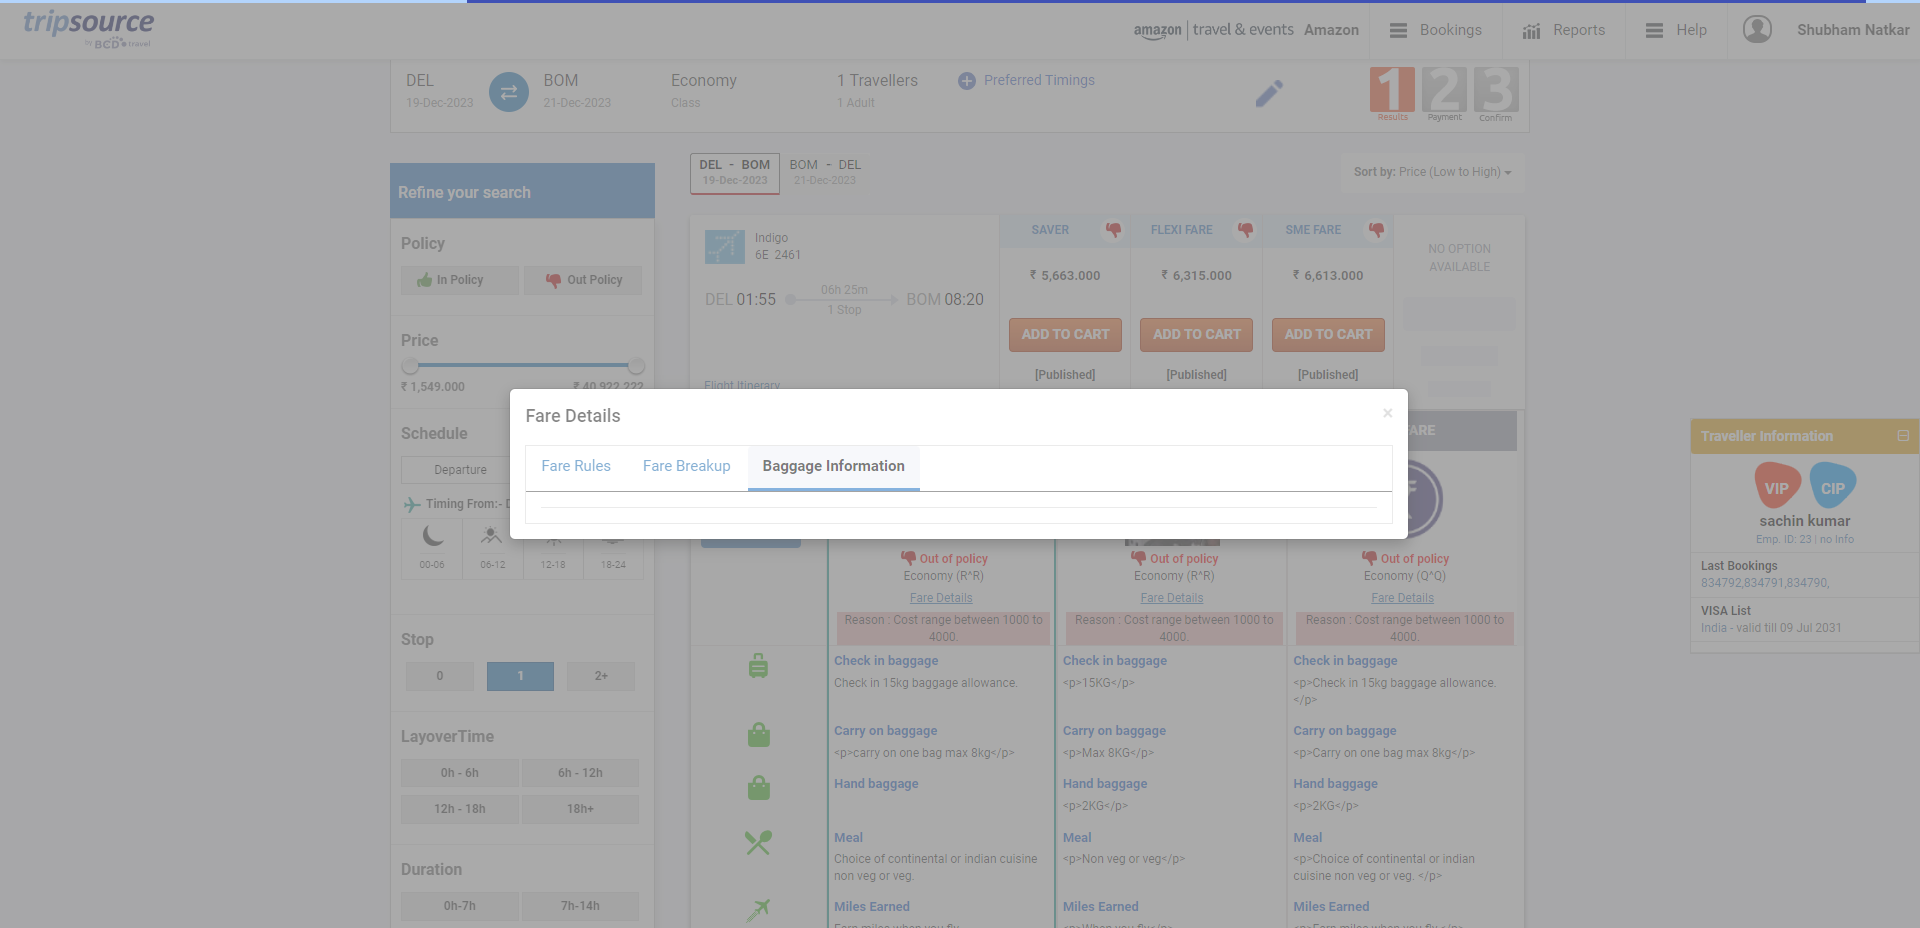 tripsource
by BCD travel
amazon travel & events Amazon
Bookings
Reports
Help
Shubham Natkar
DEL
19-Dec-2023
BOM
21-Dec-2023
Economy
Class
1 Travellers
1 Adult
Preferred Timings
1 2 3
Results Payment Confirm
DEL - BOM
19-Dec-2023
BOM - DEL
21-Dec-2023
Sort by: Price (Low to High)
Refine your search
Policy
In Policy Out Policy
Price
₹ 1,549.000 ₹ 40,922.222
Schedule
Departure
Timing From:-
00-06 06-12 12-18 18-24
Stop
0 1 2+
LayoverTime
0h - 6h 6h - 12h
12h - 18h 18h+
Duration
0h-7h 7h-14h
Indigo
6E 2461
DEL 01:55
06h 25m
1 Stop
BOM 08:20
Flight Itinerary
SAVER FLEXI FARE SME FARE
₹ 5,663.000 ₹ 6,315.000 ₹ 6,613.000
ADD TO CART ADD TO CART ADD TO CART
[Published] [Published] [Published]
NO OPTION
AVAILABLE
Fare Details ×
Fare Rules Fare Breakup Baggage Information
FARE
Out of policy Out of policy Out of policy
Economy (R^R) Economy (R^R) Economy (Q^Q)
Fare Details Fare Details Fare Details
Reason : Cost range between 1000 to
4000.
Reason : Cost range between 1000 to
4000.
Reason : Cost range between 1000 to
4000.
Check in baggage Check in baggage Check in baggage
Check in 15kg baggage allowance.
<p>15KG</p>
<p>Check in 15kg baggage allowance.
</p>
Carry on baggage Carry on baggage Carry on baggage
<p>carry on one bag max 8kg</p> <p>Max 8KG</p> <p>Carry on one bag max 8kg</p>
Hand baggage Hand baggage Hand baggage
<p>2KG</p> <p>2KG</p>
Meal Meal Meal
Choice of continental or indian cuisine
non veg or veg.
<p>Non veg or veg</p>
<p>Choice of continental or indian
cuisine non veg or veg. </p>
Miles Earned Miles Earned Miles Earned
Traveller Information
VIP CIP
sachin kumar
Emp. ID: 23 | no Info
Last Bookings
834792,834791,834790,
VISA List
India - valid till 09 Jul 2031